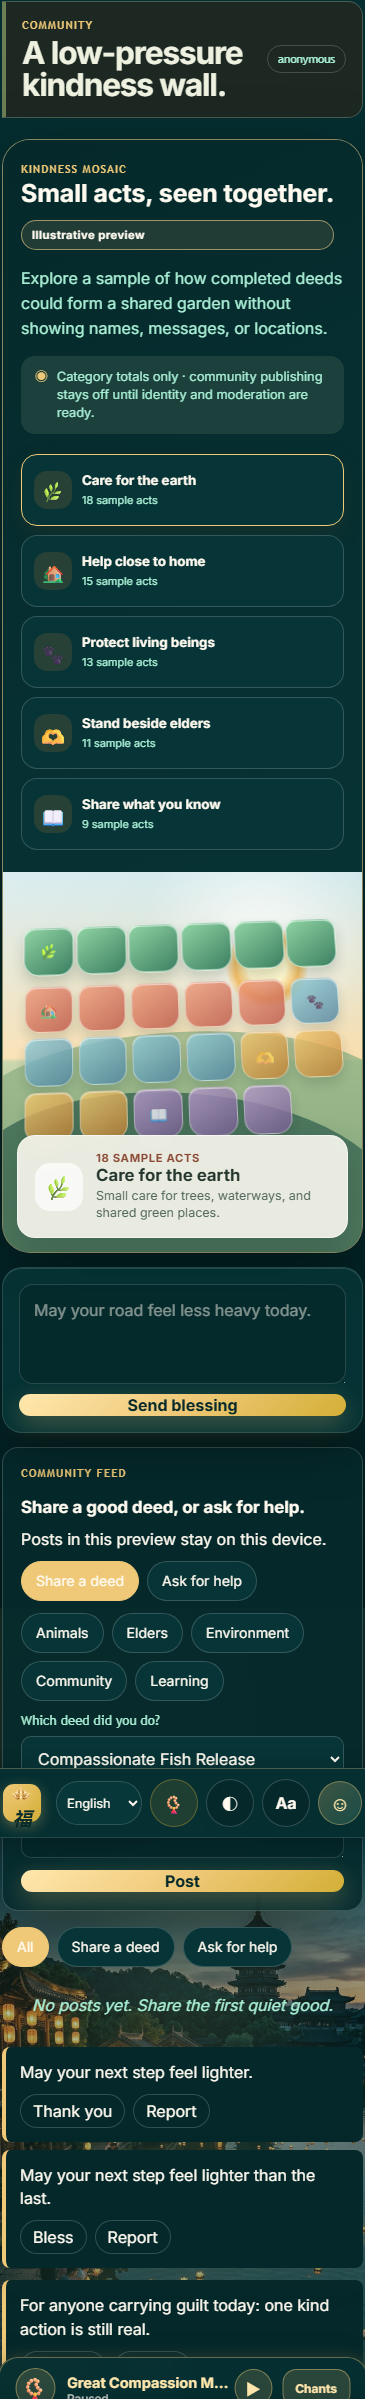 COMMUNITY
A low-pressure
kindness wall.
anonymous
KINDNESS MOSAIC
Small acts, seen together.
Illustrative preview
Explore a sample of how completed deeds
could form a shared garden without
showing names, messages, or locations.
Category totals only · community publishing
stays off until identity and moderation are
ready.
Care for the earth
18 sample acts
Help close to home
15 sample acts
Protect living beings
13 sample acts
Stand beside elders
11 sample acts
Share what you know
9 sample acts
18 SAMPLE ACTS
Care for the earth
Small care for trees, waterways, and
shared green places.
May your road feel less heavy today.
Send blessing
COMMUNITY FEED
Share a good deed, or ask for help.
Posts in this preview stay on this device.
Share a deed
Ask for help
Animals
Elders
Environment
Community
Learning
Which deed did you do?
Compassionate Fish Release
福
English
Aa
Post
All
Share a deed
Ask for help
No posts yet. Share the first quiet good.
May your next step feel lighter.
Thank you
Report
May your next step feel lighter than the
last.
Bless
Report
For anyone carrying guilt today: one kind
action is still real.
Great Compassion M...
Paused
Chants